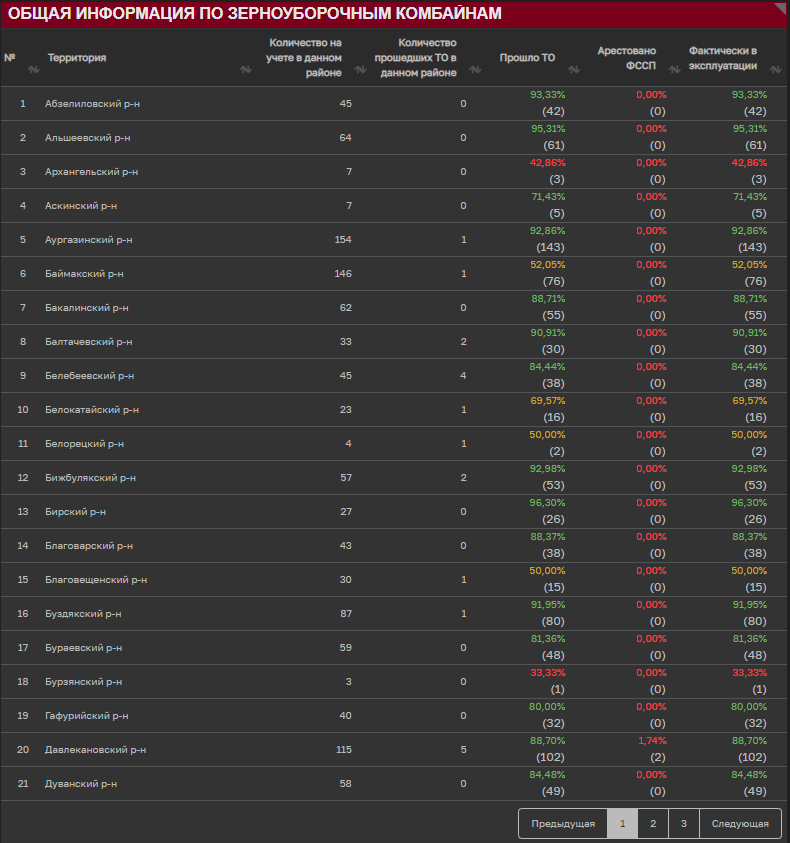 ОБЩАЯ ИНФОРМАЦИЯ ПО ЗЕРНОУБОРОЧНЫМ КОМБАЙНАМ
№ Территория Количество на учете в данном районе Количество прошедших ТО в данном районе Прошло ТО Арестовано ФССП Фактически в эксплуатации
1 Абзелиловский р-н 45 0 93,33% (42) 0,00% (0) 93,33% (42)
2 Альшеевский р-н 64 0 95,31% (61) 0,00% (0) 95,31% (61)
3 Архангельский р-н 7 0 42,86% (3) 0,00% (0) 42,86% (3)
4 Аскинский р-н 7 0 71,43% (5) 0,00% (0) 71,43% (5)
5 Аургазинский р-н 154 1 92,86% (143) 0,00% (0) 92,86% (143)
6 Баймакский р-н 146 1 52,05% (76) 0,00% (0) 52,05% (76)
7 Бакалинский р-н 62 0 88,71% (55) 0,00% (0) 88,71% (55)
8 Балтачевский р-н 33 2 90,91% (30) 0,00% (0) 90,91% (30)
9 Белебеевский р-н 45 4 84,44% (38) 0,00% (0) 84,44% (38)
10 Белокатайский р-н 23 1 69,57% (16) 0,00% (0) 69,57% (16)
11 Белорецкий р-н 4 1 50,00% (2) 0,00% (0) 50,00% (2)
12 Бижбулякский р-н 57 2 92,98% (53) 0,00% (0) 92,98% (53)
13 Бирский р-н 27 0 96,30% (26) 0,00% (0) 96,30% (26)
14 Благоварский р-н 43 0 88,37% (38) 0,00% (0) 88,37% (38)
15 Благовещенский р-н 30 1 50,00% (15) 0,00% (0) 50,00% (15)
16 Буздякский р-н 87 1 91,95% (80) 0,00% (0) 91,95% (80)
17 Бураевский р-н 59 0 81,36% (48) 0,00% (0) 81,36% (48)
18 Бурзянский р-н 3 0 33,33% (1) 0,00% (0) 33,33% (1)
19 Гафурийский р-н 40 0 80,00% (32) 0,00% (0) 80,00% (32)
20 Давлекановский р-н 115 5 88,70% (102) 1,74% (2) 88,70% (102)
21 Дуванский р-н 58 0 84,48% (49) 0,00% (0) 84,48% (49)
Предыдущая 1 2 3 Следующая